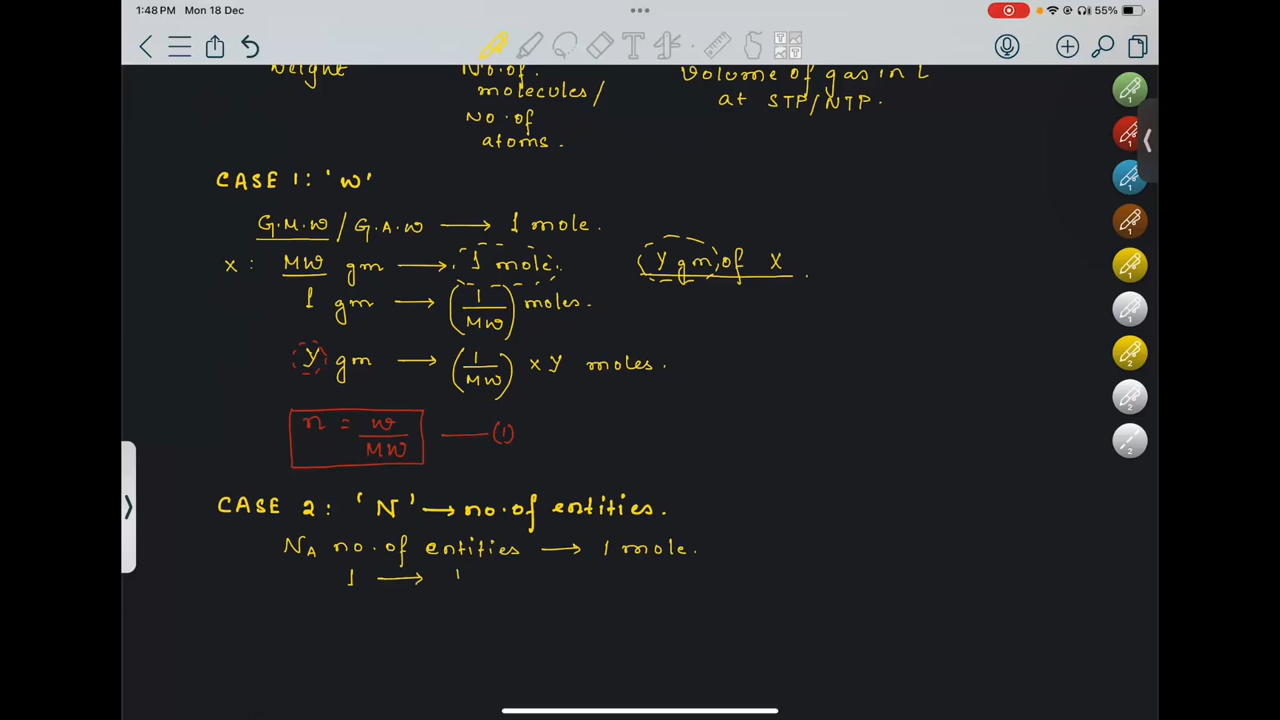 1:48 PM Mon 18 Dec
55%
Weight No. of Volume of gas in L
molecules / at STP/NTP.
No. of
atoms.
CASE 1: 'W'
G.M.W / G.A.W → 1 mole.
X: MW gm → 1 mole. Y gm of X
1 gm → (1/MW) moles.
Y gm → (1/MW) × Y moles.
n = w/MW —— (1)
CASE 2: 'N' → no. of entities.
NA no. of entities → 1 mole.
1 → 1